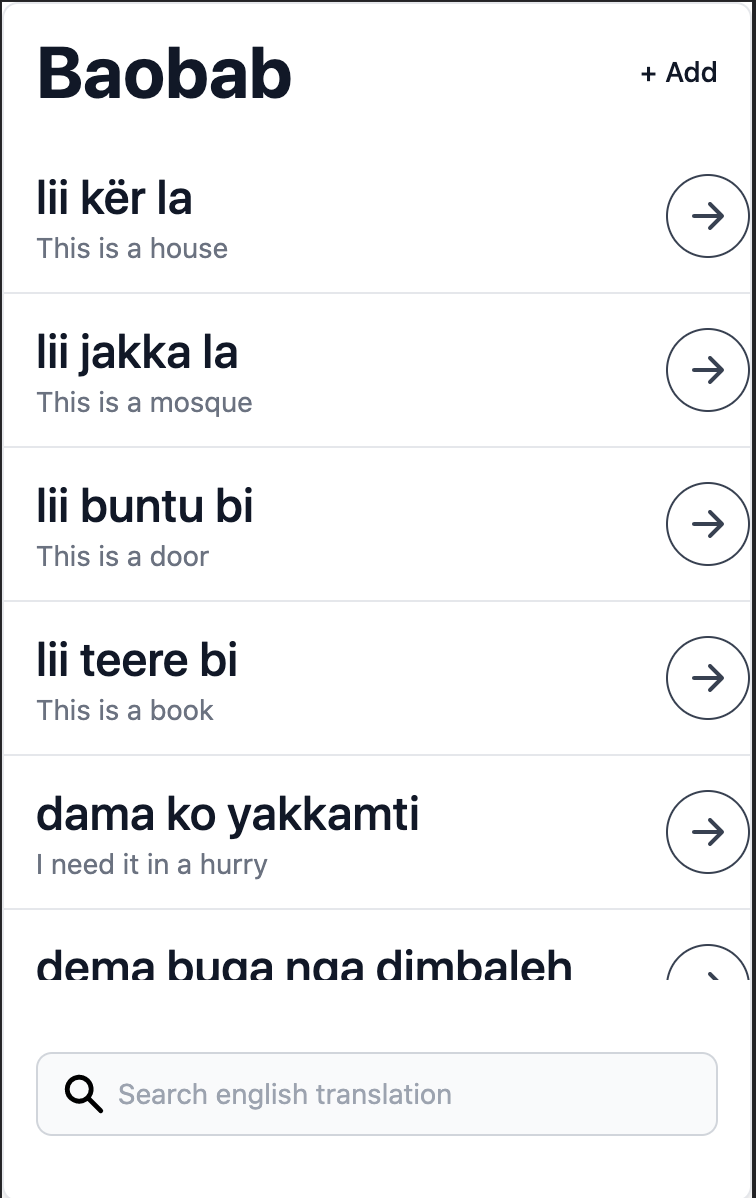 Baobab
+ Add
lii kër la
This is a house
lii jakka la
This is a mosque
lii buntu bi
This is a door
lii teere bi
This is a book
dama ko yakkamti
I need it in a hurry
dema buga nga dimbaleh
Search english translation